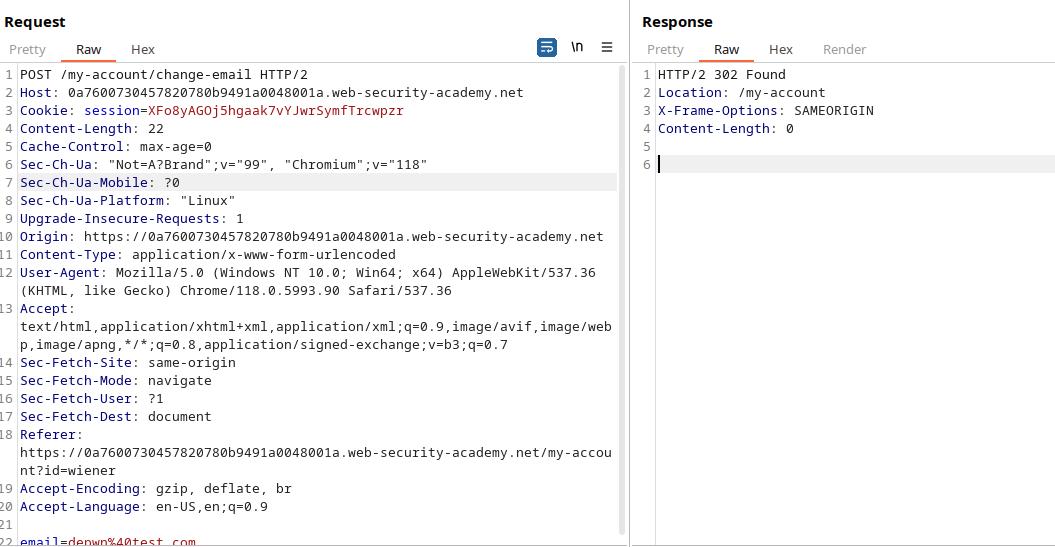 Request
Pretty Raw Hex
\n
1 POST /my-account/change-email HTTP/2
2 Host: 0a7600730457820780b9491a0048001a.web-security-academy.net
3 Cookie: session=XFo8yAGOj5hgaak7vYJwrSymfTrcwpzr
4 Content-Length: 22
5 Cache-Control: max-age=0
6 Sec-Ch-Ua: "Not=A?Brand";v="99", "Chromium";v="118"
7 Sec-Ch-Ua-Mobile: ?0
8 Sec-Ch-Ua-Platform: "Linux"
9 Upgrade-Insecure-Requests: 1
10 Origin: https://0a7600730457820780b9491a0048001a.web-security-academy.net
11 Content-Type: application/x-www-form-urlencoded
12 User-Agent: Mozilla/5.0 (Windows NT 10.0; Win64; x64) AppleWebKit/537.36
(KHTML, like Gecko) Chrome/118.0.5993.90 Safari/537.36
13 Accept:
text/html,application/xhtml+xml,application/xml;q=0.9,image/avif,image/web
p,image/apng,*/*;q=0.8,application/signed-exchange;v=b3;q=0.7
14 Sec-Fetch-Site: same-origin
15 Sec-Fetch-Mode: navigate
16 Sec-Fetch-User: ?1
17 Sec-Fetch-Dest: document
18 Referer:
https://0a7600730457820780b9491a0048001a.web-security-academy.net/my-accou
nt?id=wiener
19 Accept-Encoding: gzip, deflate, br
20 Accept-Language: en-US,en;q=0.9
21
22 email=depwn%40test.com
Response
Pretty Raw Hex Render
1 HTTP/2 302 Found
2 Location: /my-account
3 X-Frame-Options: SAMEORIGIN
4 Content-Length: 0
5
6